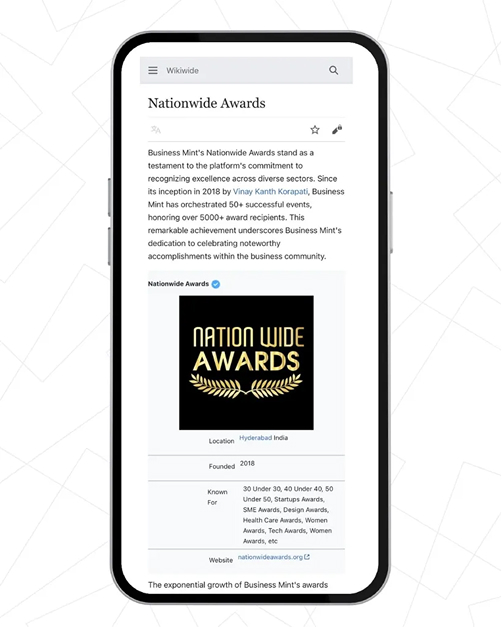 Wikiwide
Nationwide Awards
Business Mint's Nationwide Awards stand as a
testament to the platform's commitment to
recognizing excellence across diverse sectors. Since
its inception in 2018 by Vinay Kanth Korapati, Business
Mint has orchestrated 50+ successful events,
honoring over 5000+ award recipients. This
remarkable achievement underscores Business Mint's
dedication to celebrating noteworthy
accomplishments within the business community.
Nationwide Awards
NATION WIDE
AWARDS
Location Hyderabad India
Founded 2018
Known For 30 Under 30, 40 Under 40, 50
Under 50, Startups Awards,
SME Awards, Design Awards,
Health Care Awards, Women
Awards, Tech Awards, Women
Awards, etc
Website nationwideawards.org
The exponential growth of Business Mint's awards